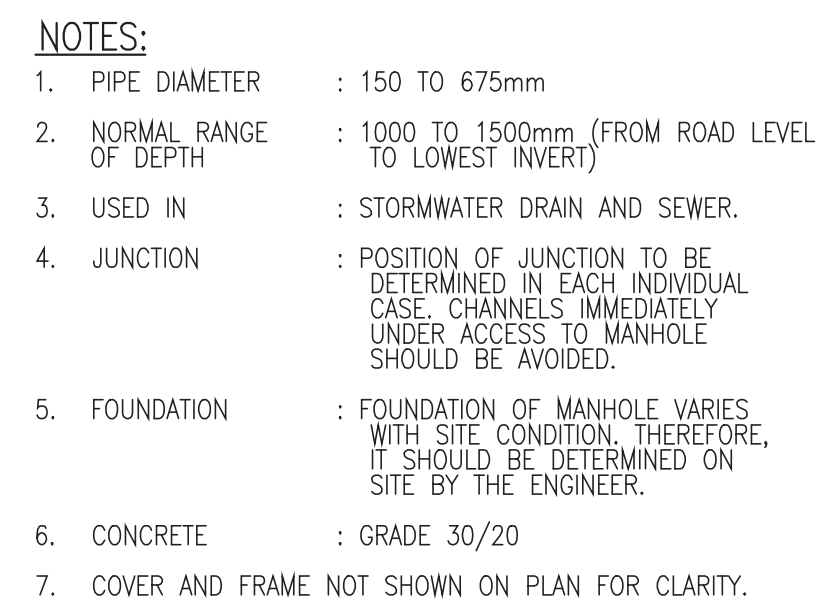 NOTES:
1. PIPE DIAMETER : 150 TO 675mm
2. NORMAL RANGE : 1000 TO 1500mm (FROM ROAD LEVEL
OF DEPTH TO LOWEST INVERT)
3. USED IN : STORMWATER DRAIN AND SEWER.
4. JUNCTION : POSITION OF JUNCTION TO BE
DETERMINED IN EACH INDIVIDUAL
CASE. CHANNELS IMMEDIATELY
UNDER ACCESS TO MANHOLE
SHOULD BE AVOIDED.
5. FOUNDATION : FOUNDATION OF MANHOLE VARIES
WITH SITE CONDITION. THEREFORE,
IT SHOULD BE DETERMINED ON
SITE BY THE ENGINEER.
6. CONCRETE : GRADE 30/20
7. COVER AND FRAME NOT SHOWN ON PLAN FOR CLARITY.